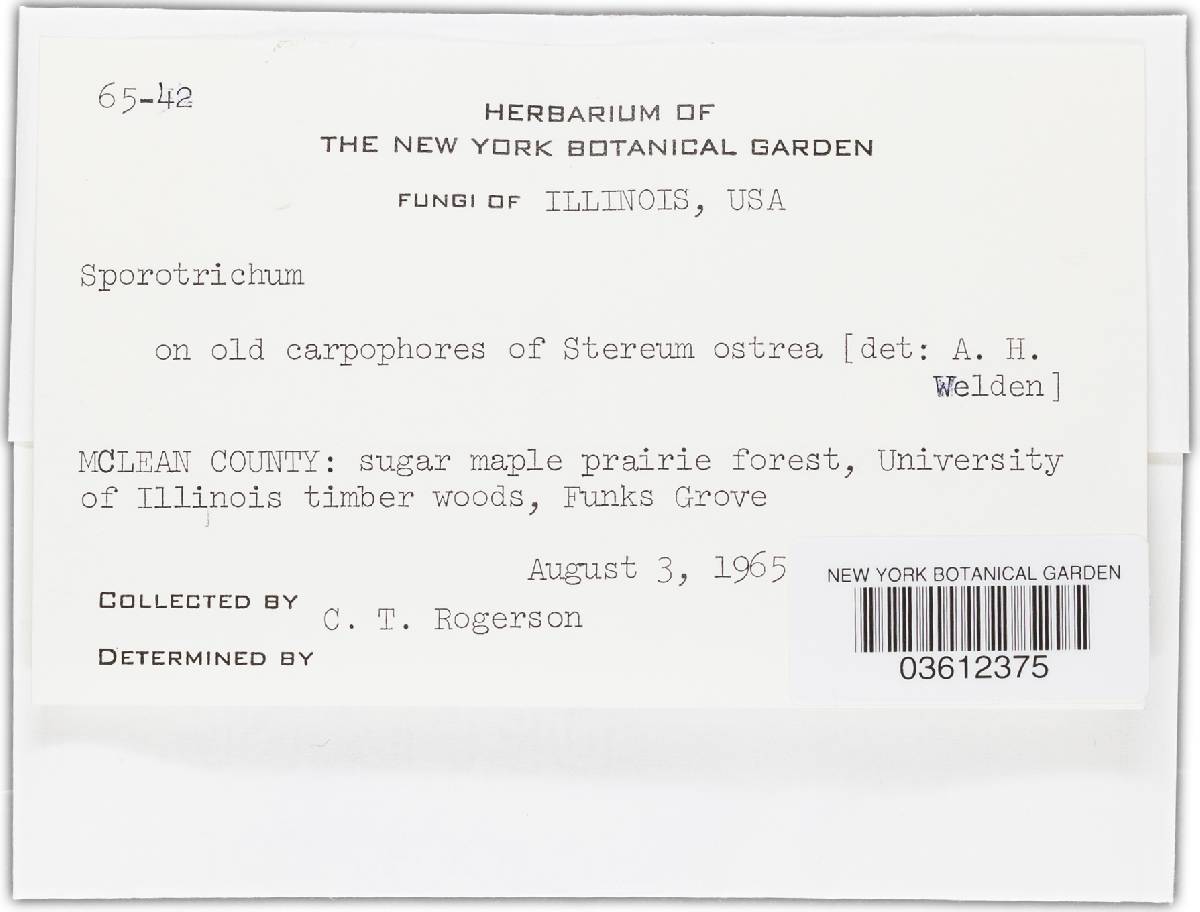 65-42
HERBARIUM OF
THE NEW YORK BOTANICAL GARDEN
FUNGI OF ILLINOIS, USA
Sporotrichum
on old carpophores of Stereum ostrea [det: A. H.
Welden]
MCLEAN COUNTY: sugar maple prairie forest, University
of Illinois timber woods, Funks Grove
August 3, 1965
COLLECTED BY C. T. Rogerson
DETERMINED BY
NEW YORK BOTANICAL GARDEN
03612375